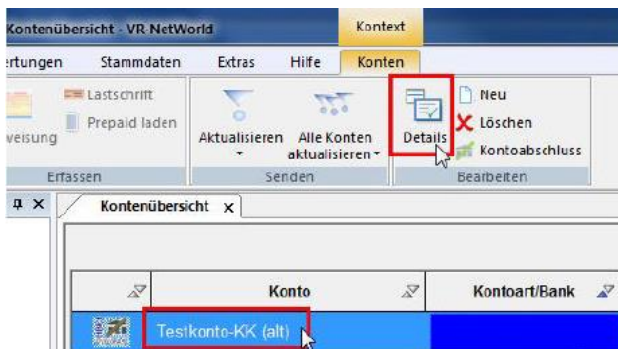 Kontenübersicht - VR NetWorld
Kontext
ertungen Stammdaten Extras Hilfe Konten
Lastschrift
Prepaid laden
veisung
Aktualisieren
Alle Konten
aktualisieren
Details
Neu
Löschen
Kontoabschluss
Erfassen Senden Bearbeiten
Kontenübersicht x
Konto Kontoart/Bank
Testkonto-KK (alt)